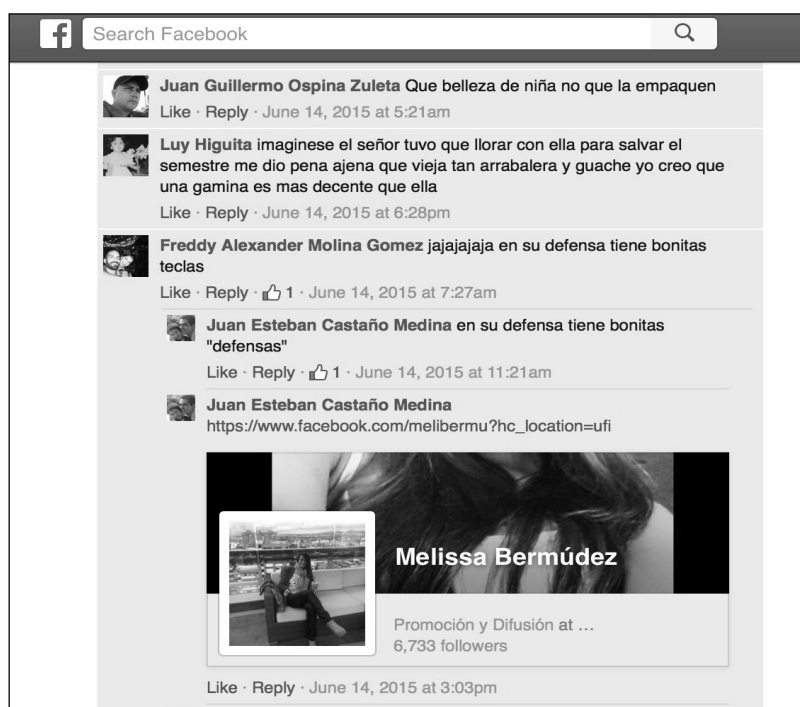 Search Facebook
Juan Guillermo Ospina Zuleta Que belleza de niña no que la empaquen
Like · Reply · June 14, 2015 at 5:21am
Luy Higuita imaginese el señor tuvo que llorar con ella para salvar el
semestre me dio pena ajena que vieja tan arrabalera y guache yo creo que
una gamina es mas decente que ella
Like · Reply · June 14, 2015 at 6:28pm
Freddy Alexander Molina Gomez jajajajaja en su defensa tiene bonitas
teclas
Like · Reply · 1 · June 14, 2015 at 7:27am
Juan Esteban Castaño Medina en su defensa tiene bonitas
"defensas"
Like · Reply · 1 · June 14, 2015 at 11:21am
Juan Esteban Castaño Medina
https://www.facebook.com/melibermu?hc_location=ufi
Melissa Bermúdez
Promoción y Difusión at ...
6,733 followers
Like · Reply · June 14, 2015 at 3:03pm